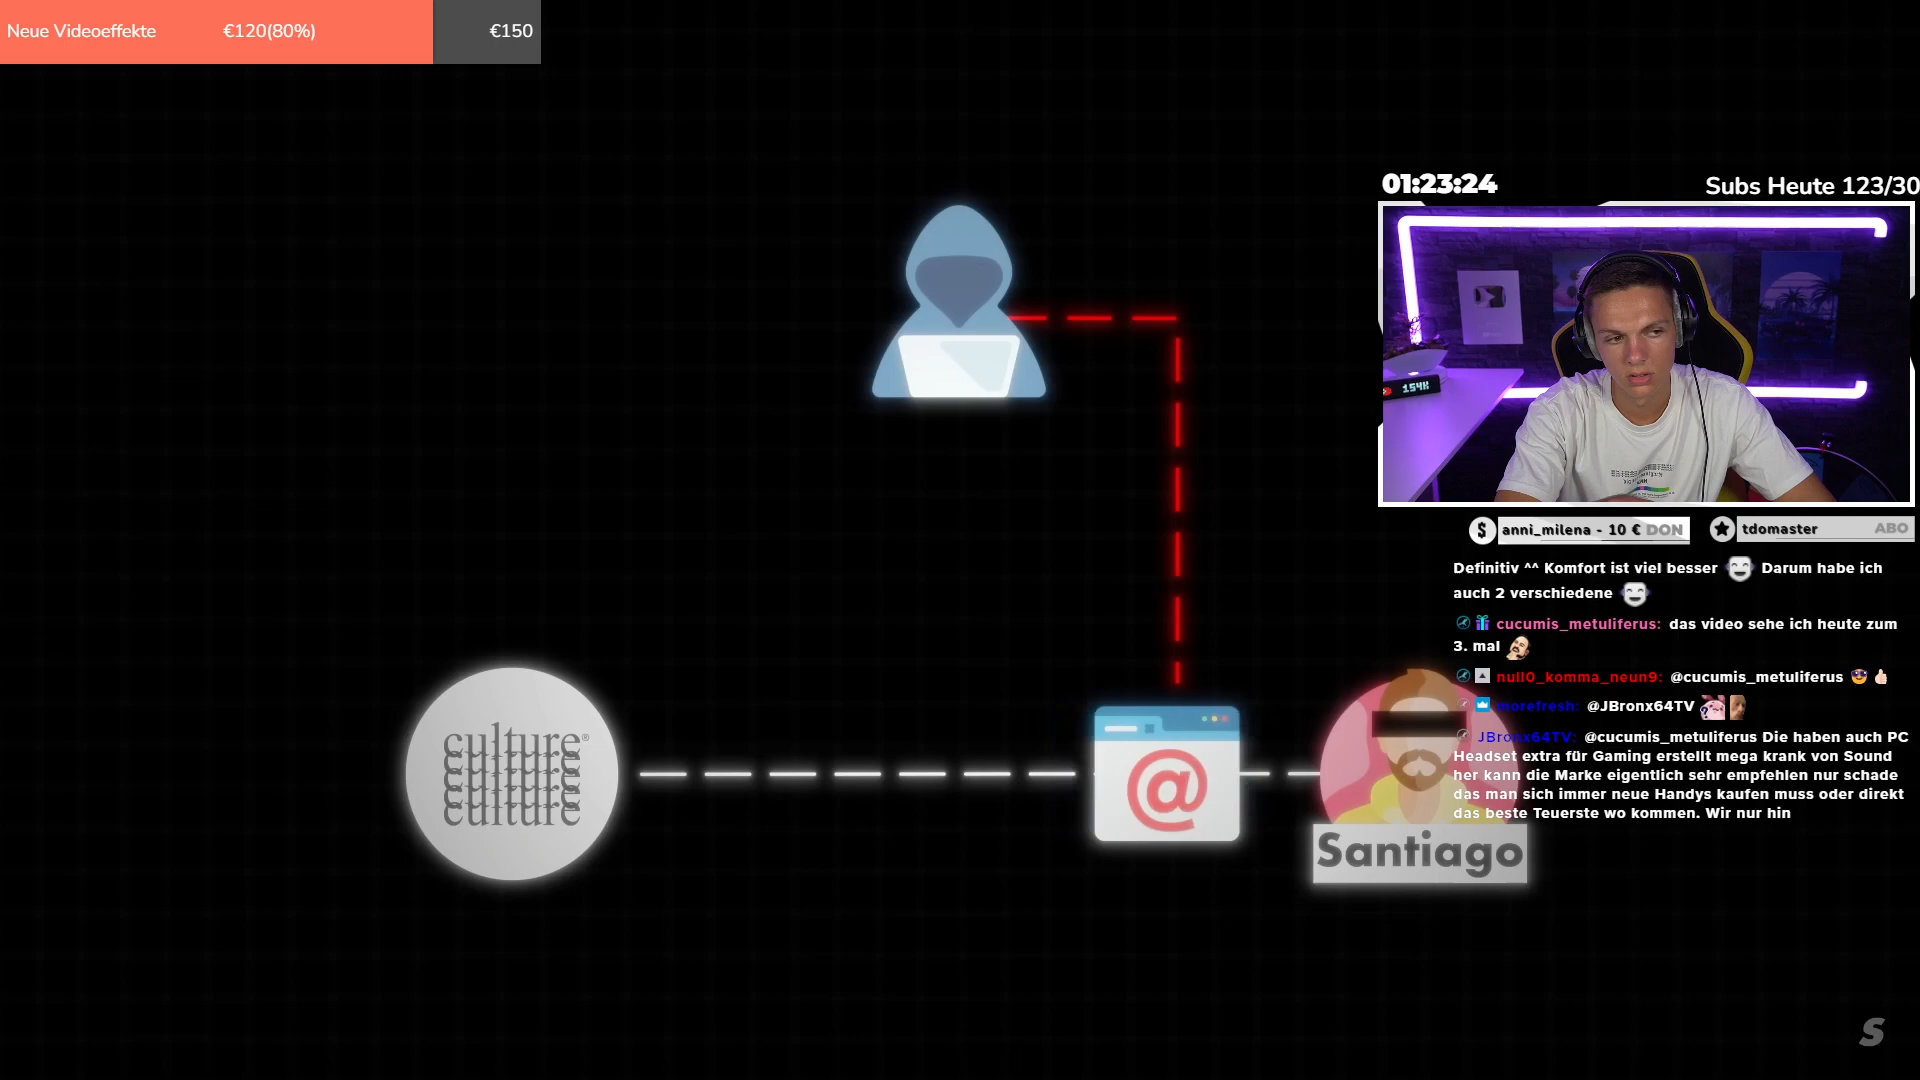 Neue Videoeffekte €120(80%) €150
01:23:24 Subs Heute 123/30
154K
$ anni_milena - 10 € DON tdomaster ABO
Definitiv ^^ Komfort ist viel besser Darum habe ich
auch 2 verschiedene
cucumis_metuliferus: das video sehe ich heute zum
3. mal
null0_komma_neun9: @cucumis_metuliferus
morefresh: @JBronx64TV
JBronx64TV: @cucumis_metuliferus Die haben auch PC
Headset extra für Gaming erstellt mega krank von Sound
her kann die Marke eigentlich sehr empfehlen nur schade
das man sich immer neue Handys kaufen muss oder direkt
das beste Teuerste wo kommen. Wir nur hin
culture®
culture
@
Santiago
S